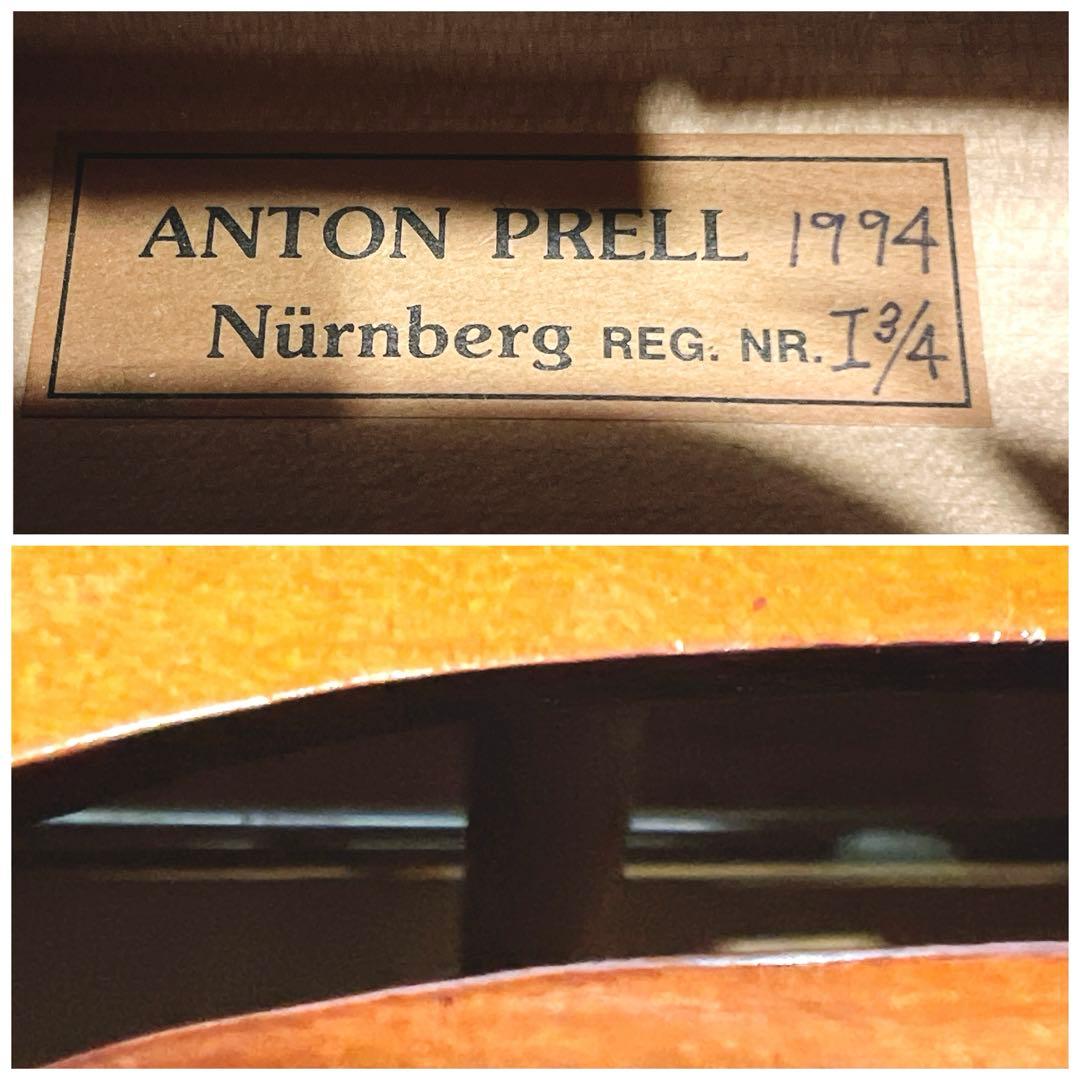 ANTON PRELL 1994
Nürnberg REG. NR. I 3/4